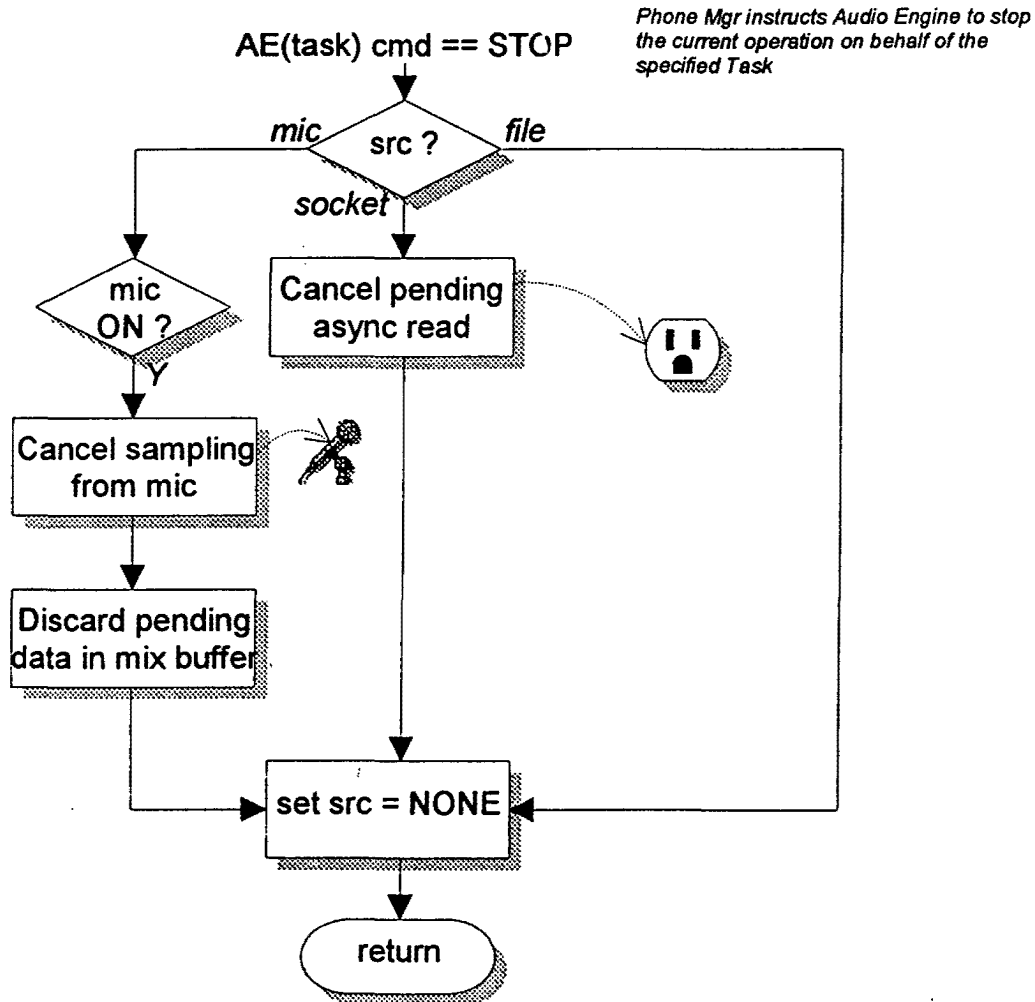 Phone Mgr instructs Audio Engine to stop
the current operation on behalf of the
specified Task
AE(task) cmd == STOP
mic
src ?
file
socket
mic
ON ?
Y
Cancel pending
async read
Cancel sampling
from mic
Discard pending
data in mix buffer
set src = NONE
return